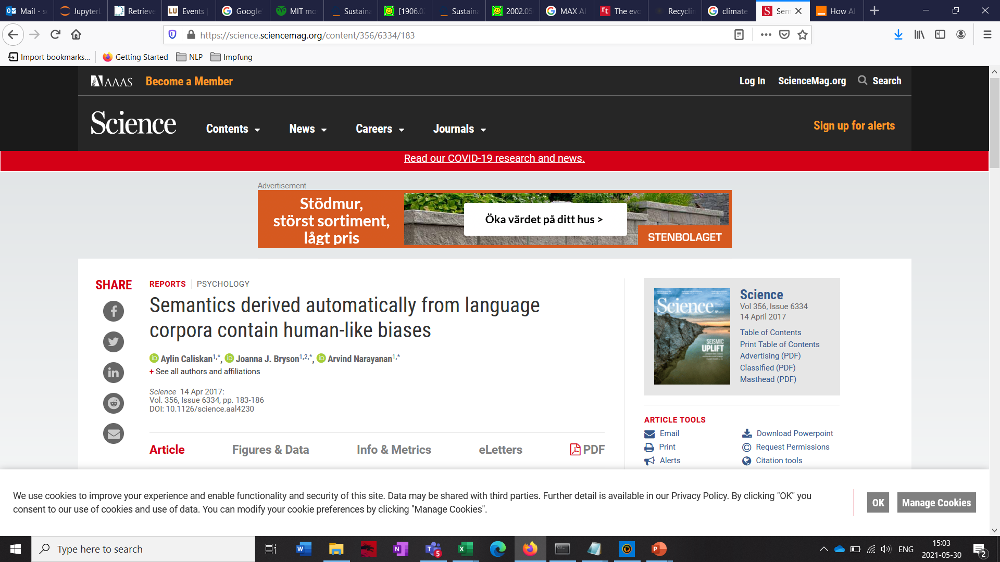 Mail - s
JupyterL
Retrieve
LU Events |
Google
MIT mo
Sustaina
[1906.0
Sustaina
2002.05
MAX AI
rt The evo
Recyclin
climate
S Sem
How AI
https://science.sciencemag.org/content/356/6334/183
Import bookmarks...
Getting Started
NLP
Impfung
AAAS
Become a Member
Log In
ScienceMag.org
Search
Science
Contents
News
Careers
Journals
Sign up for alerts
Read our COVID-19 research and news.
Advertisement
Stödmur,
störst sortiment,
lågt pris
Öka värdet på ditt hus >
STENBOLAGET
SHARE
REPORTS
PSYCHOLOGY
Semantics derived automatically from language
corpora contain human-like biases
iD Aylin Caliskan1,*, iD Joanna J. Bryson1,2,*, iD Arvind Narayanan1,*
+ See all authors and affiliations
Science 14 Apr 2017:
Vol. 356, Issue 6334, pp. 183-186
DOI: 10.1126/science.aal4230
Article
Figures & Data
Info & Metrics
eLetters
PDF
Science
SEISMIC
UPLIFT
Science
Vol 356, Issue 6334
14 April 2017
Table of Contents
Print Table of Contents
Advertising (PDF)
Classified (PDF)
Masthead (PDF)
ARTICLE TOOLS
Email
Download Powerpoint
Print
Request Permissions
Alerts
Citation tools
We use cookies to improve your experience and enable functionality and security of this site. Data may be shared with third parties. Further detail is available in our Privacy Policy. By clicking "OK" you
consent to our use of cookies and use of data. You can modify your cookie preferences by clicking "Manage Cookies".
OK
Manage Cookies
Type here to search
5
ENG
15:03
2021-05-30
2